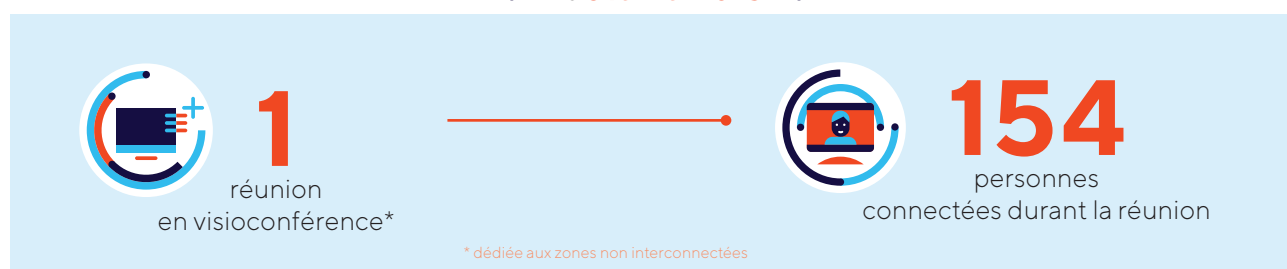 1
réunion
en visioconférence*
154
personnes
connectées durant la réunion
* dédiée aux zones non interconnectées